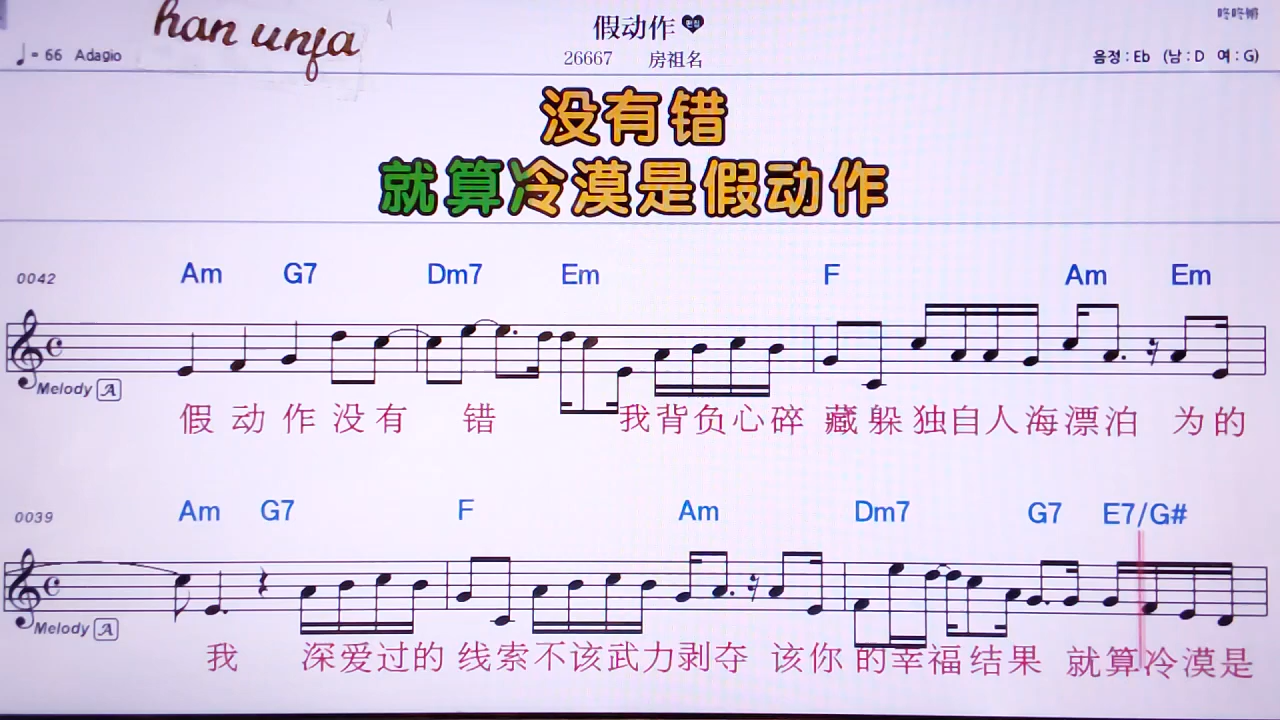 han unfa
假动作
咚咚锵
♩= 66 Adagio
26667 房祖名
음정 : Eb (남 : D 여 : G)
没有错
就算冷漠是假动作
0042 Am G7 Dm7 Em F Am Em
Melody A
假动作没有 错 我背负心碎 藏躲独自人海漂泊 为的
0039 Am G7 F Am Dm7 G7 E7/G#
Melody A
我 深爱过的 线索不该武力剥夺 该你的幸福结果 就算冷漠是